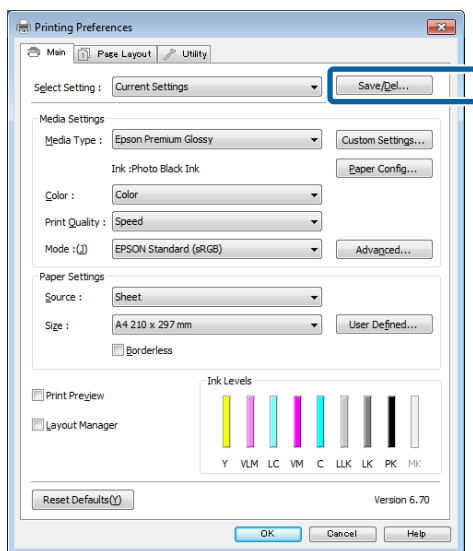 Printing Preferences
Main Page Layout Utility
Select Setting : Current Settings Save/Del...
Media Settings
Media Type : Epson Premium Glossy Custom Settings...
Ink :Photo Black Ink Paper Config...
Color : Color
Print Quality : Speed
Mode :(J) EPSON Standard (sRGB) Advanced...
Paper Settings
Source : Sheet
Size : A4 210 x 297 mm User Defined...
Borderless
Ink Levels
Print Preview
Layout Manager
Y VLM LC VM C LLK LK PK MK
Reset Defaults(Y) Version 6.70
OK Cancel Help